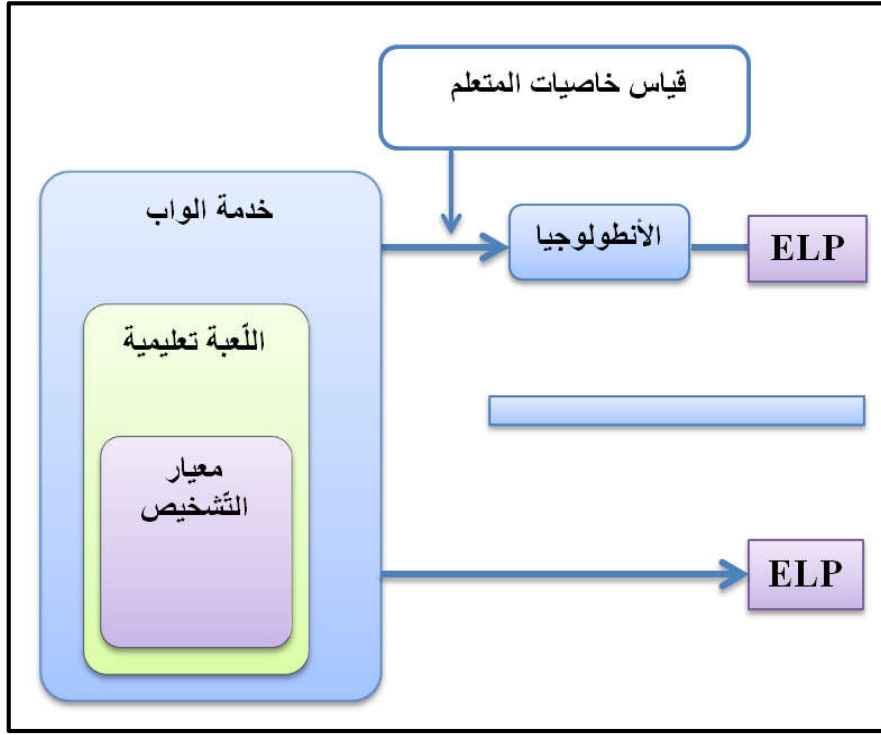 قياس خاصيات المتعلم
خدمة الواب
الأنطولوجيا
ELP
اللّعبة تعليمية
معيار
التّشخيص
ELP